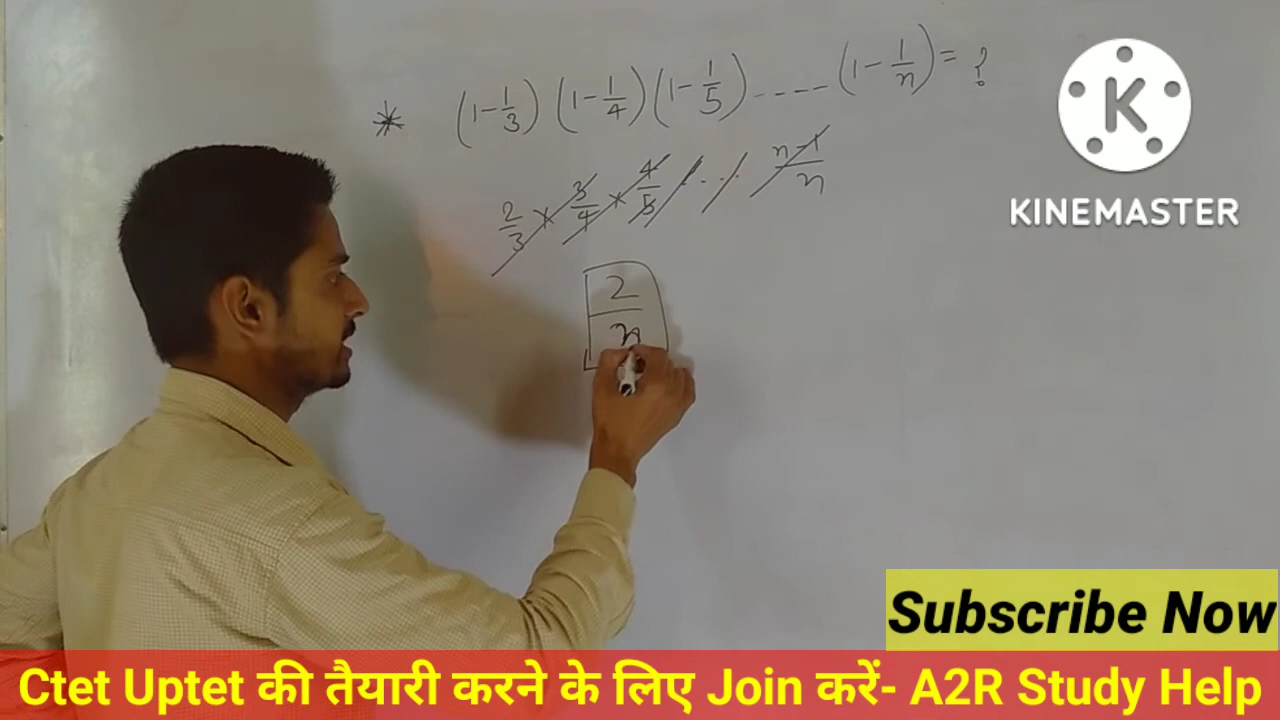 * (1-1/3) (1-1/4) (1-1/5) ---- (1-1/n) = ?
2/3 × 3/4 × 4/5 ... n-1/n
2/n
KINEMASTER
Subscribe Now
Ctet Uptet की तैयारी करने के लिए Join करें- A2R Study Help